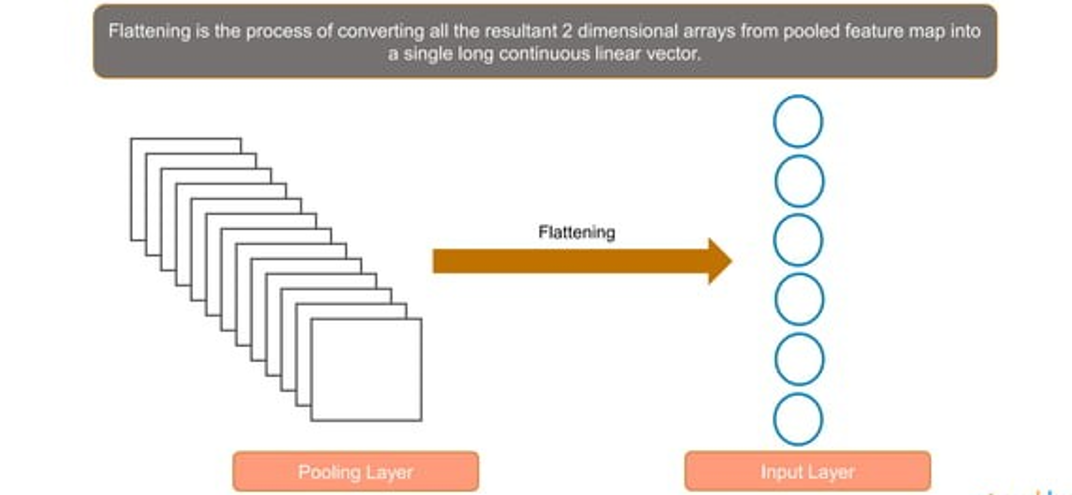 Flattening is the process of converting all the resultant 2 dimensional arrays from pooled feature map into
a single long continuous linear vector.
Flattening
Pooling Layer
Input Layer